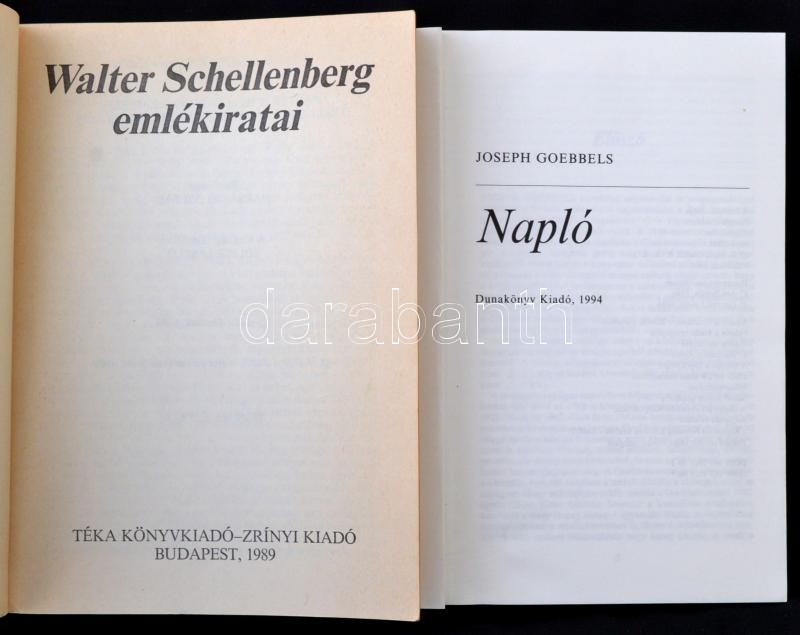 Walter Schellenberg
emlékiratai
TÉKA KÖNYVKIADÓ–ZRÍNYI KIADÓ
BUDAPEST, 1989
JOSEPH GOEBBELS
Napló
Dunakönyv Kiadó, 1994
darabanth